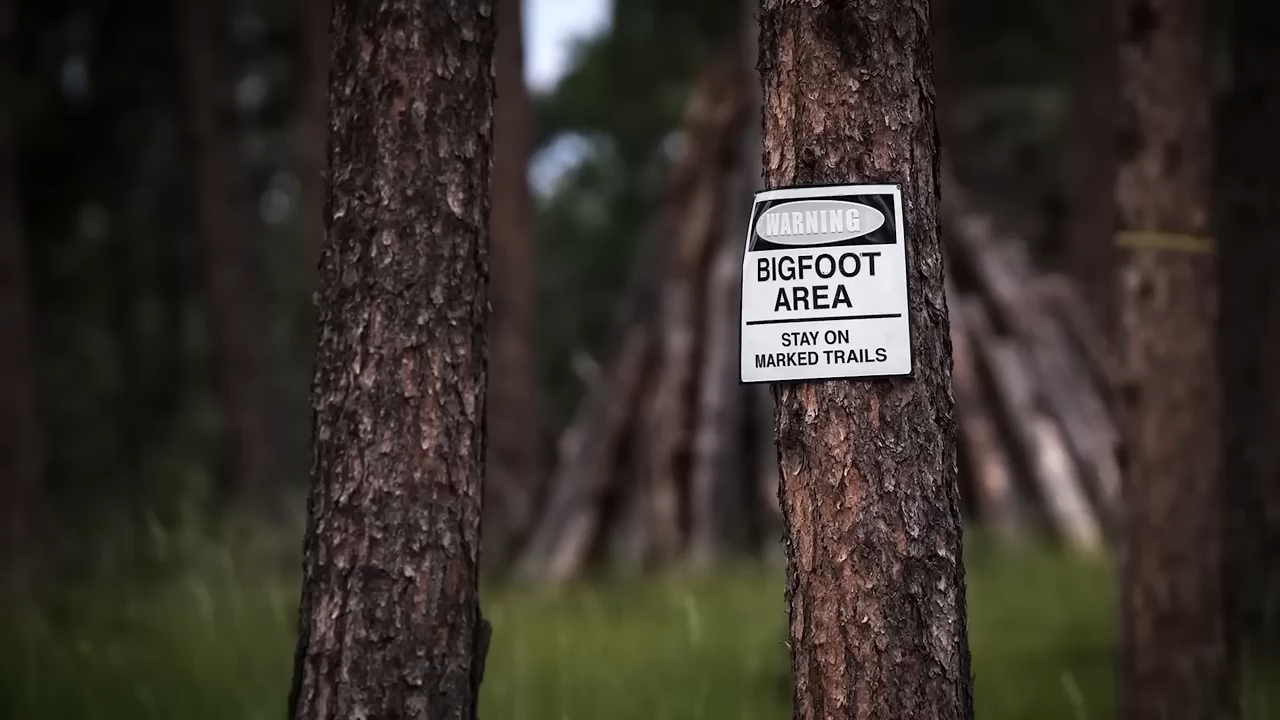 WARNING
BIGFOOT
AREA
STAY ON
MARKED TRAILS